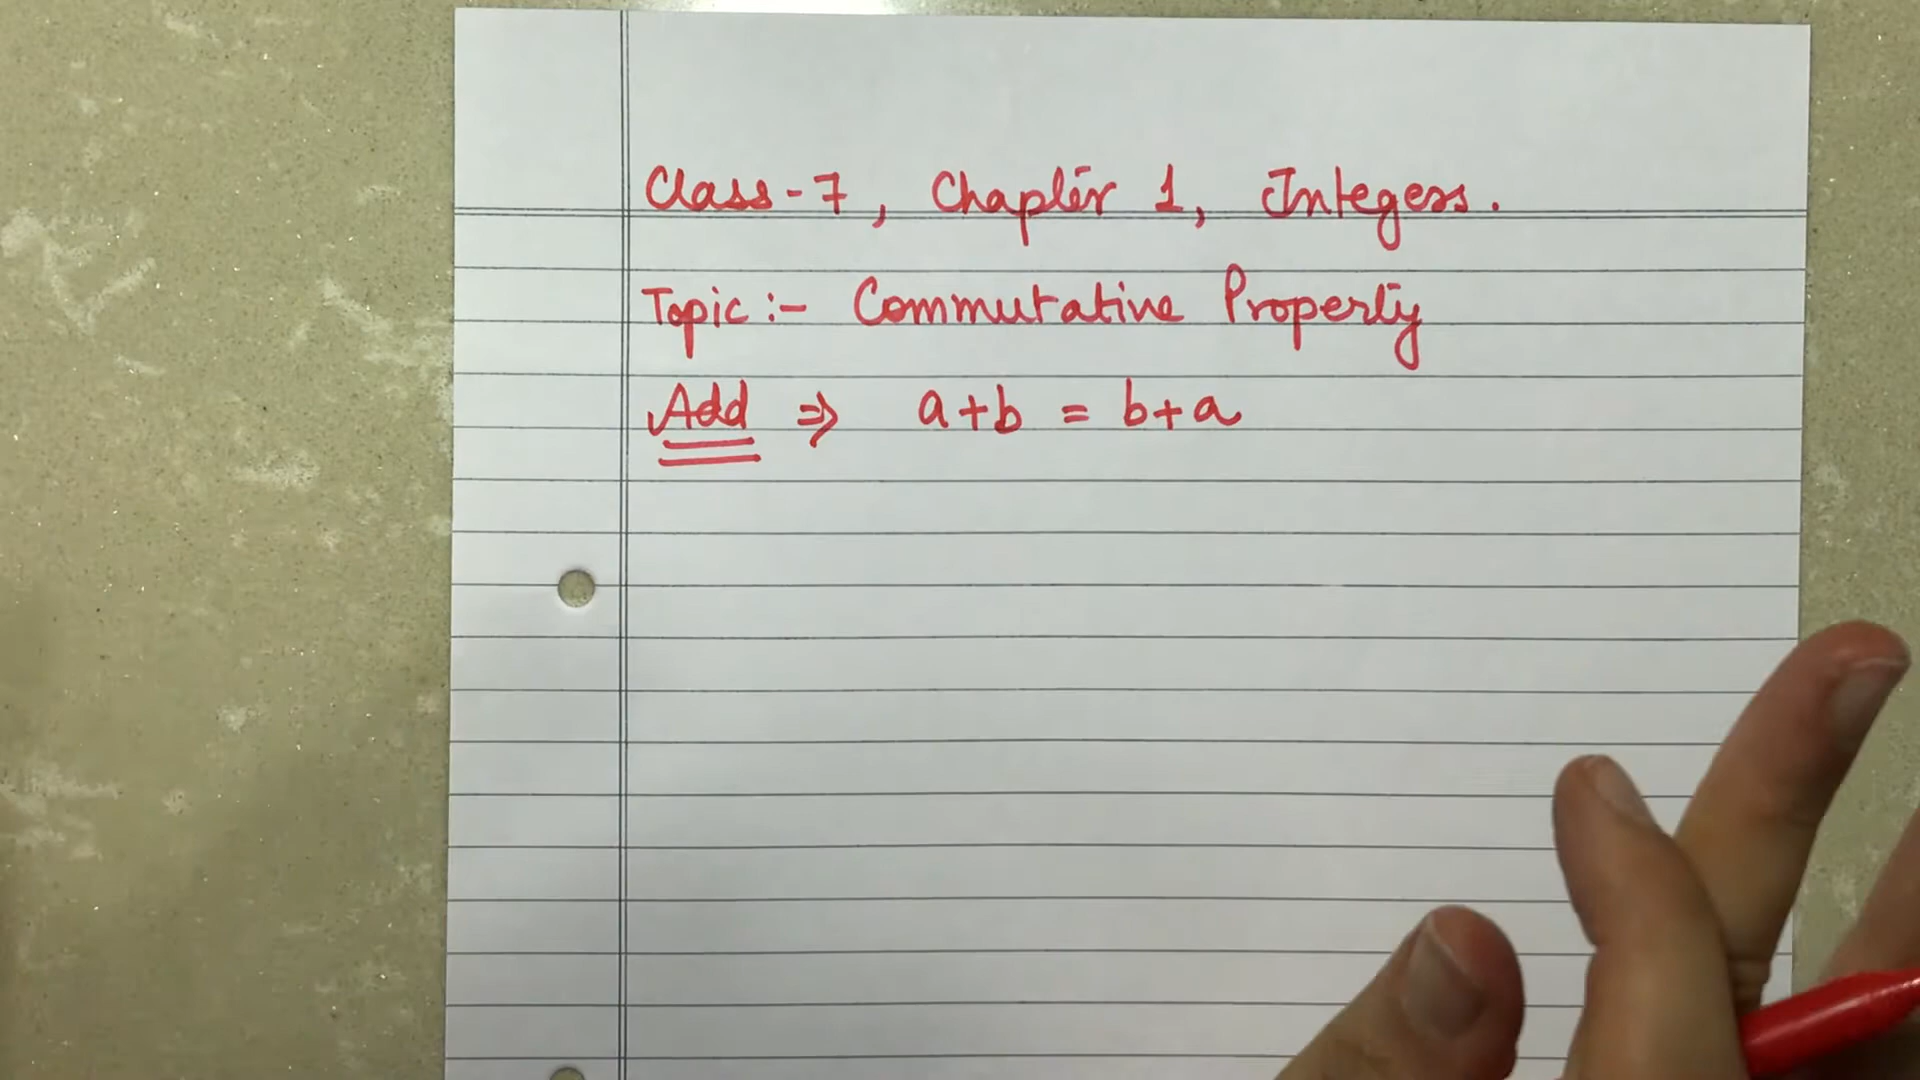 Class-7, Chapter 1, Integers.
Topic :- Commutative Property
Add ⇒ a+b = b+a